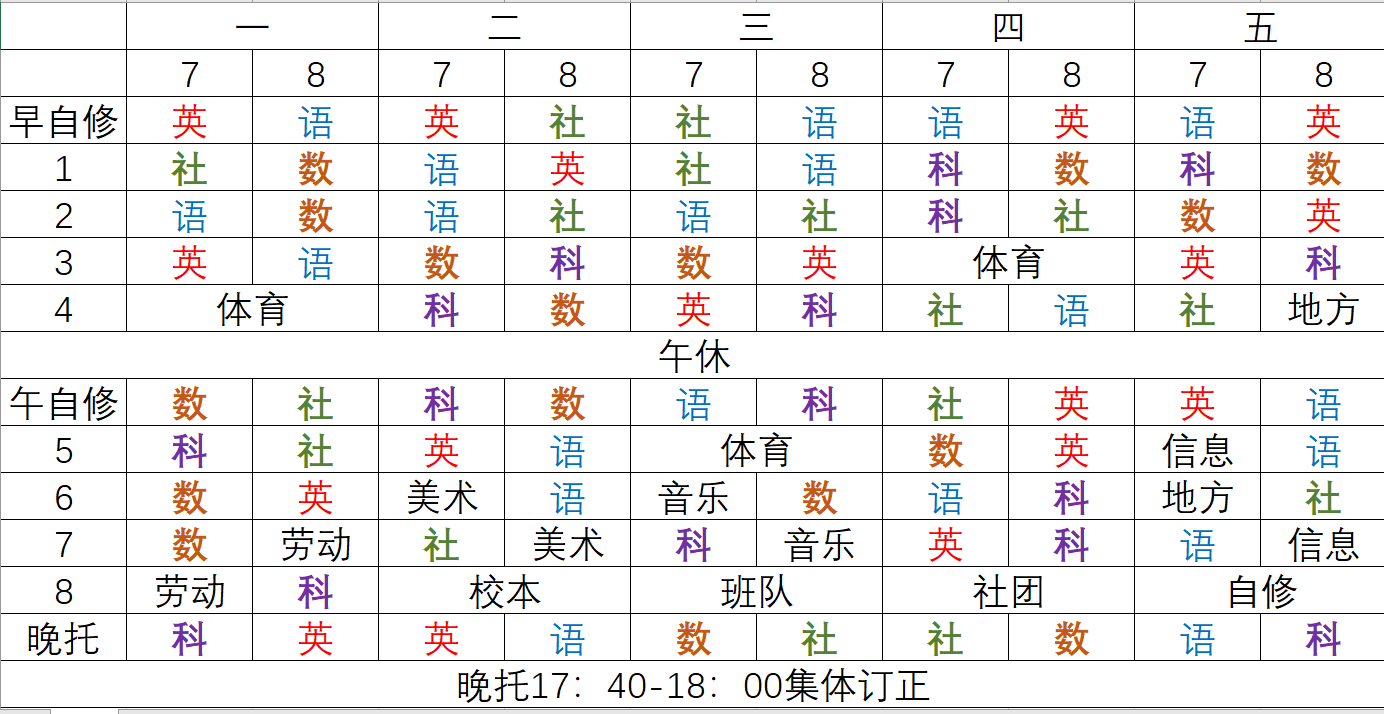 一 二 三 四 五
7 8 7 8 7 8 7 8 7 8
早自修 英 语 英 社 社 语 语 英 语 英
1 社 数 语 英 社 语 科 数 科 数
2 语 数 语 社 语 社 科 社 数 英
3 英 语 数 科 数 英 体育 英 科
4 体育 科 数 英 科 社 语 社 地方
午休
午自修 数 社 科 数 语 科 社 英 英 语
5 科 社 英 语 体育 数 英 信息 语
6 数 英 美术 语 音乐 数 语 科 地方 社
7 数 劳动 社 美术 科 音乐 英 科 语 信息
8 劳动 科 校本 班队 社团 自修
晚托 科 英 英 语 数 社 社 数 语 科
晚托17：40-18：00集体订正